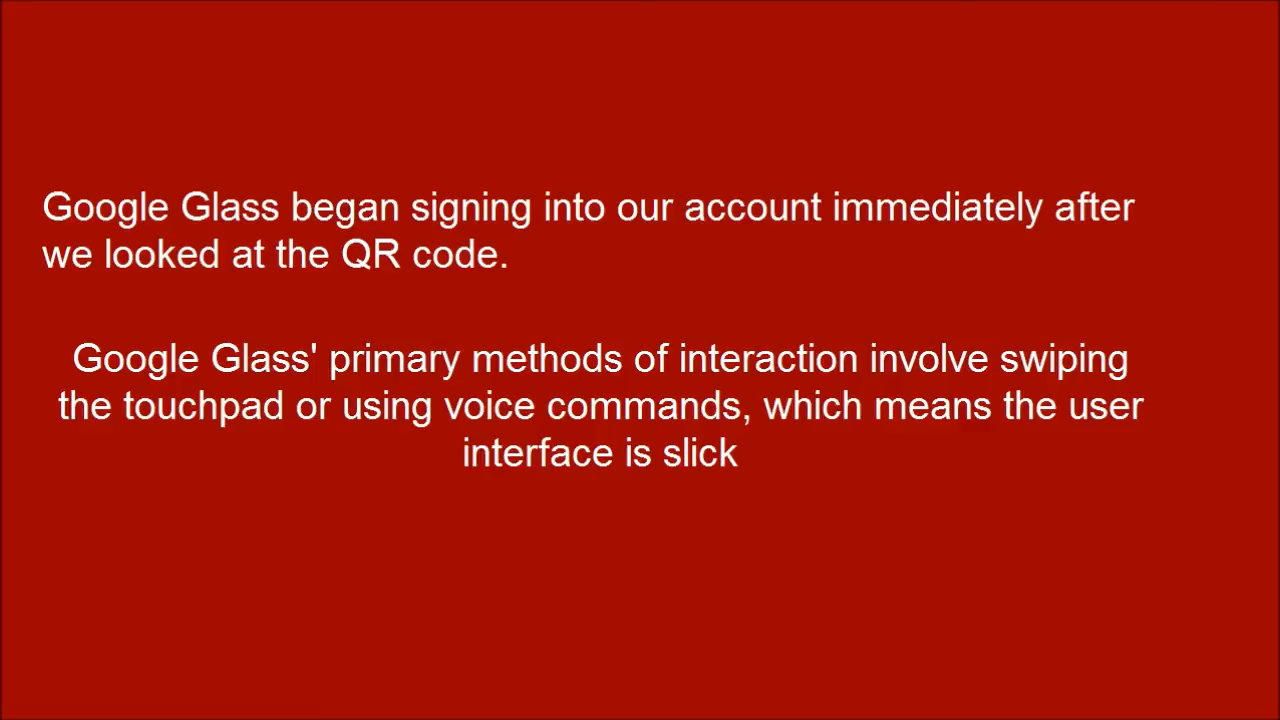 Google Glass began signing into our account immediately after
we looked at the QR code.
Google Glass' primary methods of interaction involve swiping
the touchpad or using voice commands, which means the user
interface is slick